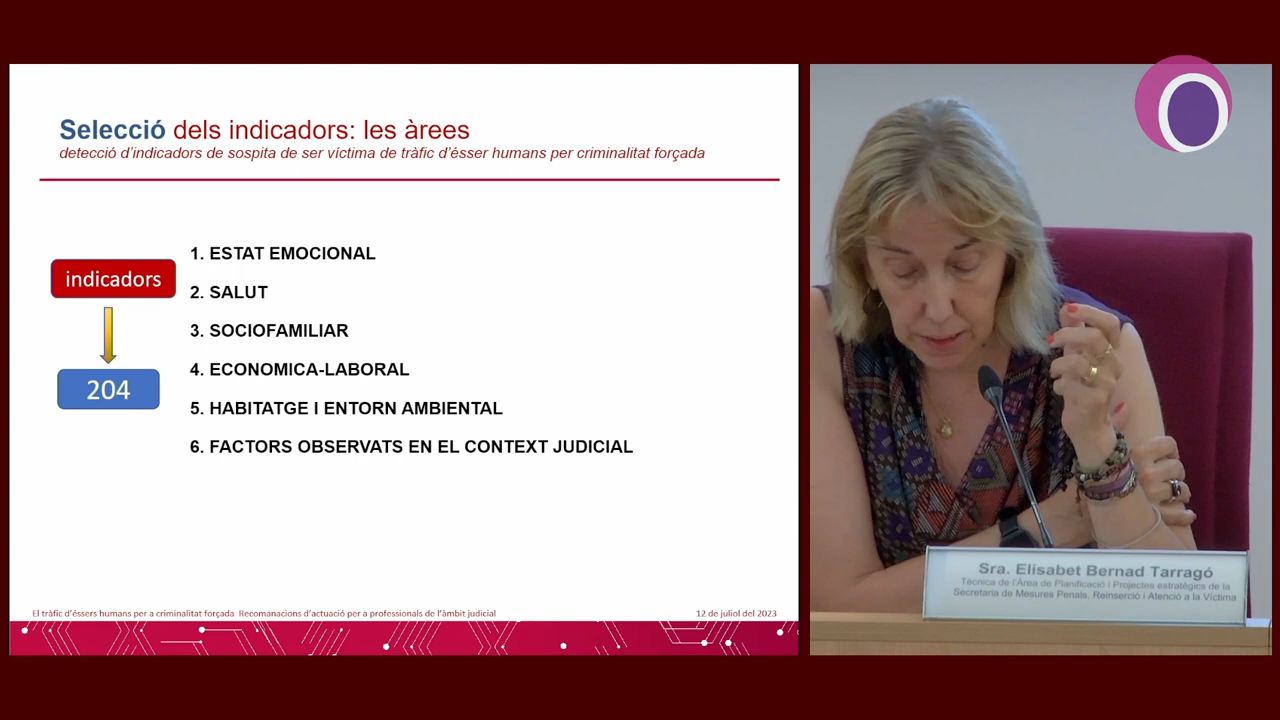 Selecció dels indicadors: les àrees
detecció d'indicadors de sospita de ser víctima de tràfic d'ésser humans per criminalitat forçada
indicadors
204
1. ESTAT EMOCIONAL
2. SALUT
3. SOCIOFAMILIAR
4. ECONOMICA-LABORAL
5. HABITATGE I ENTORN AMBIENTAL
6. FACTORS OBSERVATS EN EL CONTEXT JUDICIAL
El tràfic d'éssers humans per a criminalitat forçada Recomanacions d'actuació per a professionals de l'àmbit judicial
12 de juliol del 2023
Sra. Elisabet Bernad Tarragó
Tècnica de l'Àrea de Planificació i Projectes estratègics de la
Secretaria de Mesures Penals, Reinserció i Atenció a la Víctima